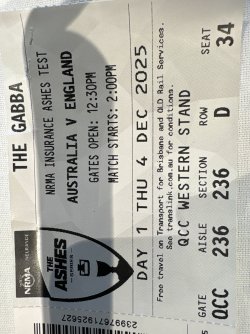 THE GABBA
NRMA INSURANCE ASHES TEST
AUSTRALIA V ENGLAND
GATES OPEN: 12:30PM
MATCH STARTS: 2:00PM
DAY 1 THU 4 DEC 2025
Free travel on Transport for Brisbane and QLD Rail Services.
See translink.com.au for conditions.
QCC WESTERN STAND
GATE AISLE SECTION ROW SEAT
QCC 236 236 D 34
NRMA
INSURANCE
THE
ASHES